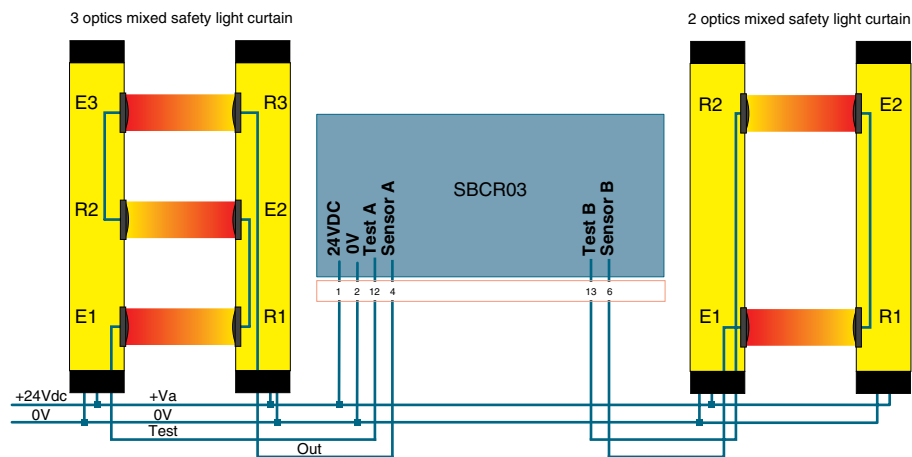 3 optics mixed safety light curtain
2 optics mixed safety light curtain
E3
R3
R2
E2
R2
E2
E1
R1
E1
R1
SBCR03
24VDC
0V
Test A
Sensor A
Test B
Sensor B
1
2
12
4
13
6
+24Vdc
+Va
0V
0V
Test
Out